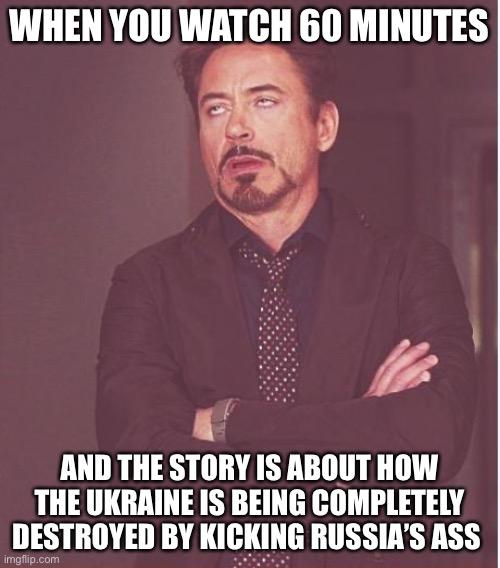 WHEN YOU WATCH 60 MINUTES
AND THE STORY IS ABOUT HOW
THE UKRAINE IS BEING COMPLETELY
DESTROYED BY KICKING RUSSIA'S ASS
imgflip.com